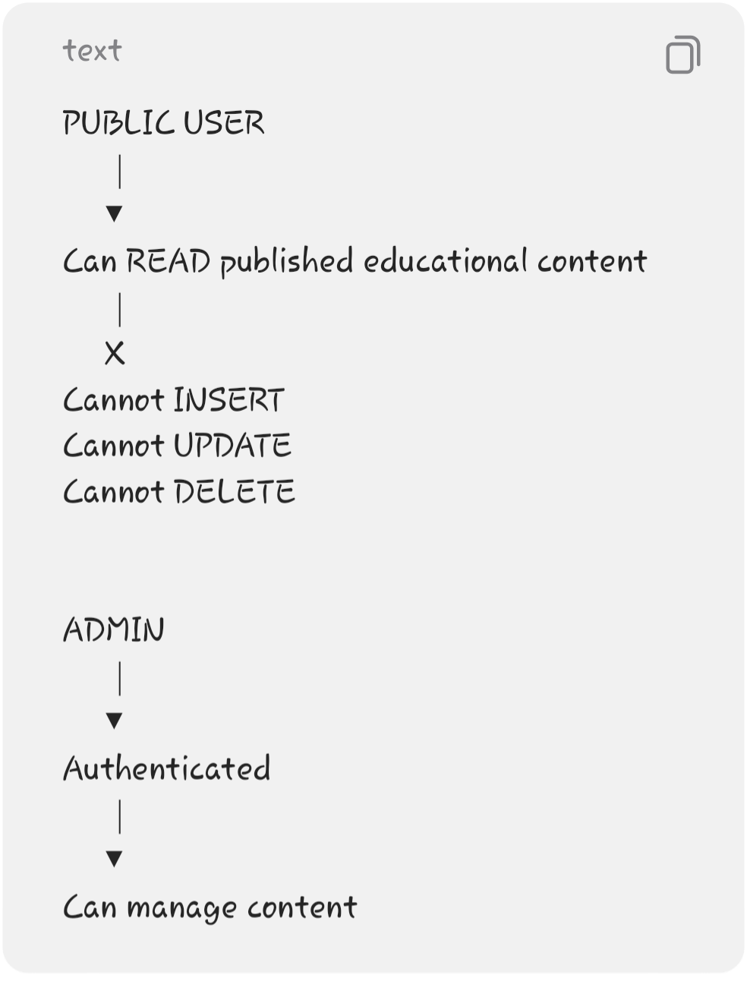 text
PUBLIC USER
│
▼
Can READ published educational content
│
X
Cannot INSERT
Cannot UPDATE
Cannot DELETE
ADMIN
│
▼
Authenticated
│
▼
Can manage content